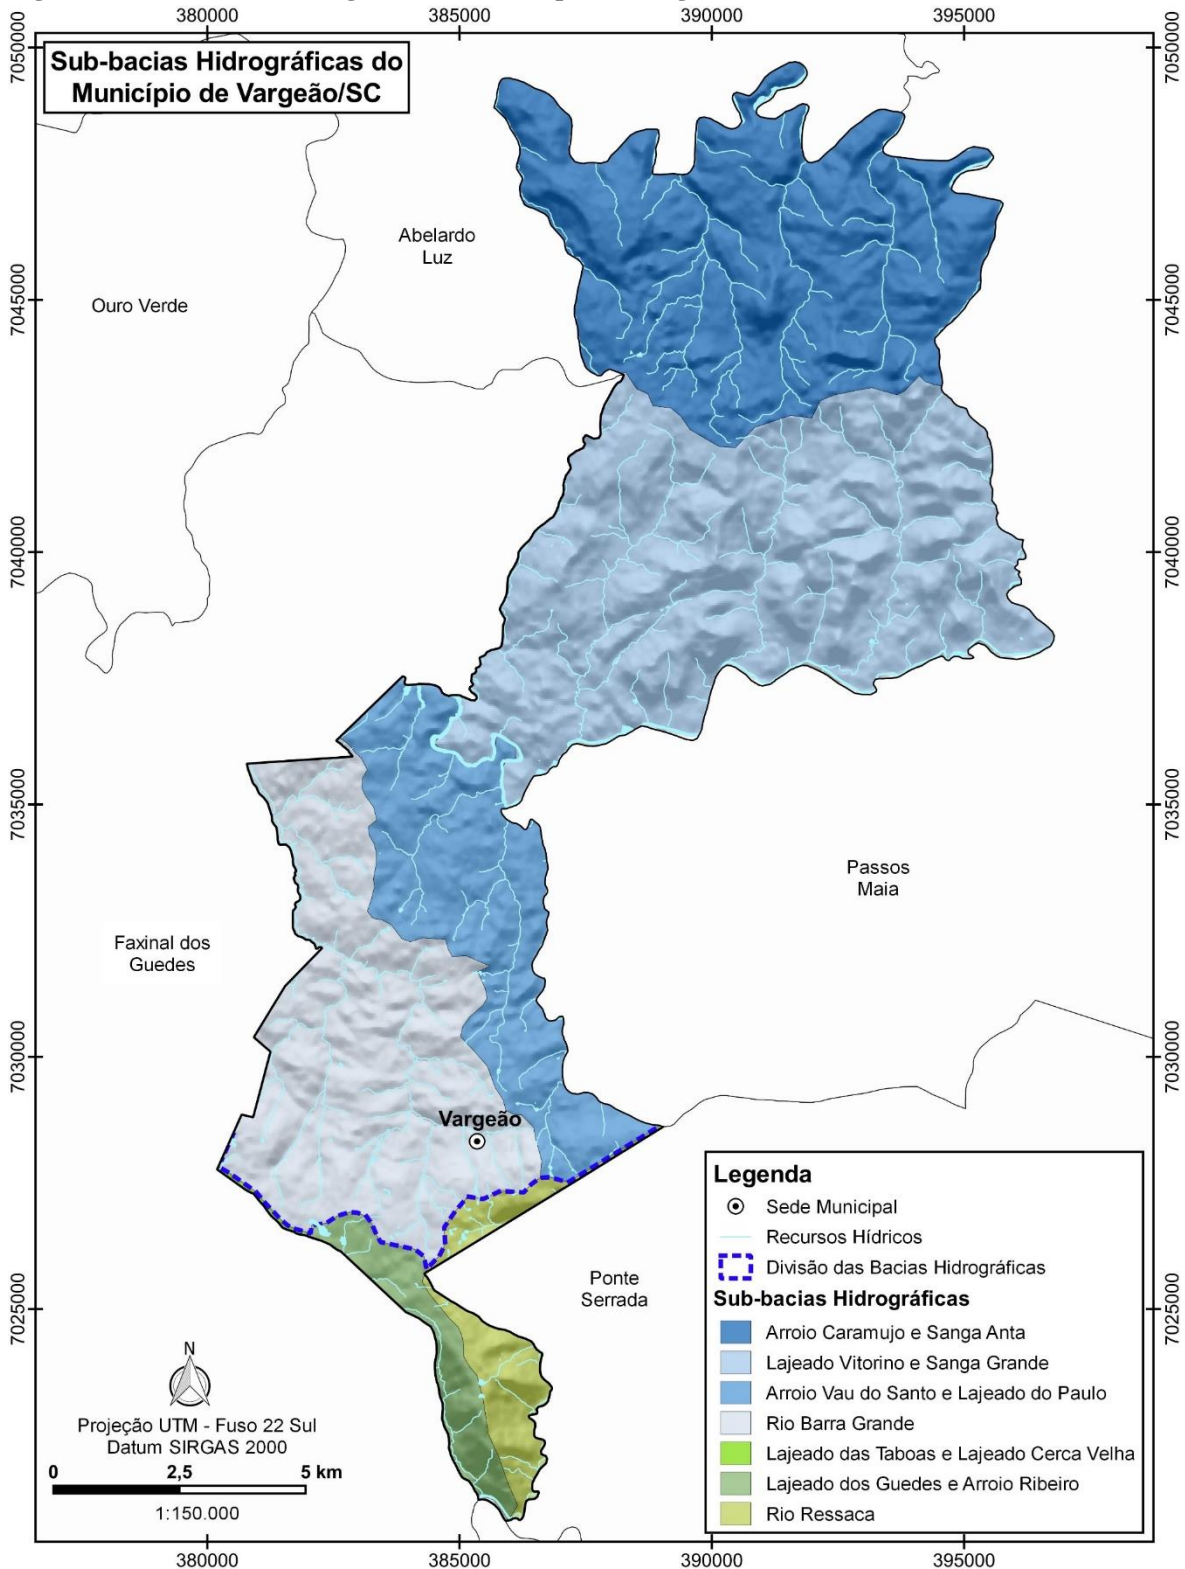 380000
385000
390000
395000
7050000
7050000
Sub-bacias Hidrográficas do
Município de Vargeão/SC
Abelardo
Luz
Ouro Verde
7045000
7045000
7040000
7040000
7035000
7035000
Passos
Maia
Faxinal dos
Guedes
7030000
7030000
Vargeão
Ponte
Serrada
7025000
7025000
Legenda
Sede Municipal
Recursos Hídricos
Divisão das Bacias Hidrográficas
Sub-bacias Hidrográficas
Arroio Caramujo e Sanga Anta
Lajeado Vitorino e Sanga Grande
Arroio Vau do Santo e Lajeado do Paulo
Rio Barra Grande
Lajeado das Taboas e Lajeado Cerca Velha
Lajeado dos Guedes e Arroio Ribeiro
Rio Ressaca
N
Projeção UTM - Fuso 22 Sul
Datum SIRGAS 2000
0 2,5 5 km
1:150.000
380000
385000
390000
395000